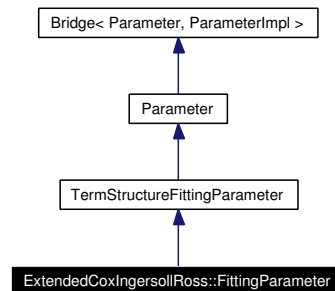 Bridge< Parameter, ParameterImpl >
Parameter
TermStructureFittingParameter
ExtendedCoxIngersollRoss::FittingParameter